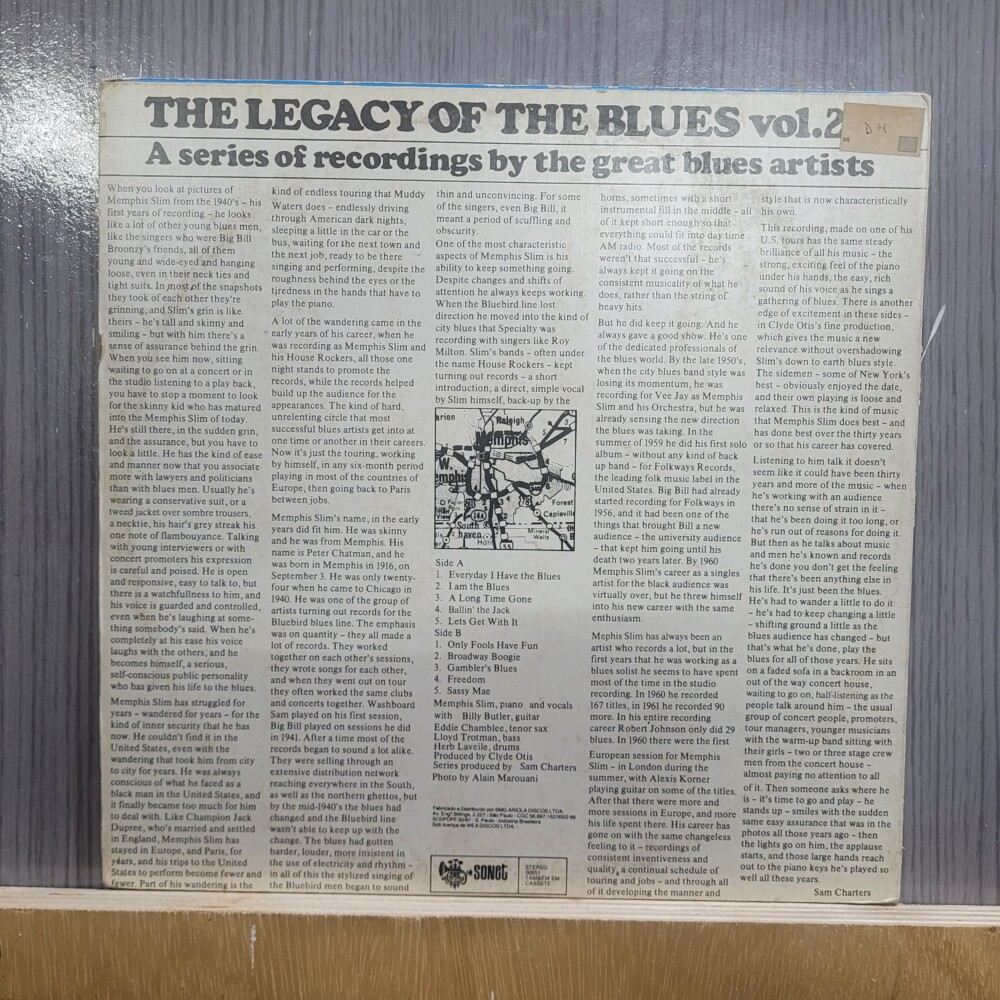 THE LEGACY OF THE BLUES vol.2
D H
A series of recordings by the great blues artists
When you look at pictures of
Memphis Slim from the 1940's – his
first years of recording – he looks
like a lot of other young blues men,
like the singers who were Big Bill
Broonzy's friends, all of them
young and wide-eyed and hanging
loose, even in their neck ties and
tight suits. In most of the snapshots
they took of each other they're
grinning, and Slim's grin is like
theirs – he's tall and skinny and
smiling – but with him there's a
sense of assurance behind the grin.
When you see him now, sitting
waiting to go on at a concert or in
the studio listening to a play back,
you have to stop a moment to look
for the skinny kid who has matured
into the Memphis Slim of today.
He's still there, in the sudden grin,
and the assurance, but you have to
look a little. He has the kind of ease
and manner now that you associate
more with lawyers and politicians
than with blues men. Usually he's
wearing a conservative suit, or a
tweed jacket over sombre trousers,
a necktie, his hair's grey streak his
one note of flamboyance. Talking
with young interviewers or with
concert promoters his expression
is careful and poised. He is open
and responsive, easy to talk to, but
there is a watchfullness to him, and
his voice is guarded and controlled,
even when he's laughing at some-
thing somebody's said. When he's
completely at his ease his voice
laughs with the others, and he
becomes himself, a serious,
self-conscious public personality
who has given his life to the blues.
Memphis Slim has struggled for
years – wandered for years – for the
kind of inner security that he has
now. He couldn't find it in the
United States, even with the
wandering that took him from city
to city for years. He was always
conscious of what he faced as a
black man in the United States, and
it finally became too much for him
to deal with. Like Champion Jack
Dupree, who's married and settled
in England, Memphis Slim has
stayed in Europe, and Paris, for
years, and his trips to the United
States to perform become fewer and
fewer. Part of his wandering is the
kind of endless touring that Muddy
Waters does – endlessly driving
through American dark nights,
sleeping a little in the car or the
bus, waiting for the next town and
the next job, ready to be there
singing and performing, despite the
roughness behind the eyes or the
tiredness in the hands that have to
play the piano.
A lot of the wandering came in the
early years of his career, when he
was recording as Memphis Slim and
his House Rockers, all those one
night stands to promote the
records, while the records helped
build up the audience for the
appearances. The kind of hard,
unrelenting circle that most
successful blues artists get into at
one time or another in their careers.
Now it's just the touring, working
by himself, in any six-month period
playing in most of the countries of
Europe, then going back to Paris
between jobs.
Memphis Slim's name, in the early
years did fit him. He was skinny
and he was from Memphis. His
name is Peter Chatman, and he
was born in Memphis in 1916, on
September 3. He was only twenty-
four when he came to Chicago in
1940. He was one of the group of
artists turning out records for the
Bluebird blues line. The emphasis
was on quantity – they all made a
lot of records. They worked
together on each other's sessions,
they wrote songs for each other,
and when they went out on tour
they often worked the same clubs
and concerts together. Washboard
Sam played on his first session,
Big Bill played on sessions he did
in 1941. After a time most of the
records began to sound a lot alike.
They were selling through an
extensive distribution network
reaching everywhere in the South,
as well as the northern ghettos, but
by the mid-1940's the blues had
changed and the Bluebird line
wasn't able to keep up with the
change. The blues had gotten
harder, louder, more insistent in
the use of electricity and rhythm –
in all of this the stylized singing of
the Bluebird men began to sound
thin and unconvincing. For some
of the singers, even Big Bill, it
meant a period of scuffling and
obscurity.
One of the most characteristic
aspects of Memphis Slim is his
ability to keep something going.
Despite changes and shifts of
attention he always keeps working.
When the Bluebird line lost
direction he moved into the kind of
city blues that Specialty was
recording with singers like Roy
Milton. Slim's bands – often under
the name House Rockers – kept
turning out records – a short
introduction, a direct, simple vocal
by Slim himself, back-up by the
arion
Raleigh
Memphis
W.
emphis
Forest
Capleville
South
haven
Horn
Mineral
Wells
78
55
Side A
1. Everyday I Have the Blues
2. I am the Blues
3. A Long Time Gone
4. Ballin' the Jack
5. Lets Get With It
Side B
1. Only Fools Have Fun
2. Broadway Boogie
3. Gambler's Blues
4. Freedom
5. Sassy Mae
Memphis Slim, piano and vocals
with Billy Butler, guitar
Eddie Chamblee, tenor sax
Lloyd Trotman, bass
Herb Laveile, drums
Produced by Clyde Otis
Series produced by Sam Charters
Photo by Alain Marouani
Fabricado e Distribuído por BMG ARIOLA DISCOS LTDA.
SONET
STEREO
00551
TAMBÉM EM
CASSETE
horns, sometimes with a short
instrumental fill in the middle – all
of it kept short enough so that
everything could fit into day time
AM radio. Most of the records
weren't that successful – he's
always kept it going on the
consistent musicality of what he
does, rather than the string of
heavy hits.
But he did keep it going. And he
always gave a good show. He's one
of the dedicated professionals of
the blues world. By the late 1950's,
when the city blues band style was
losing its momentum, he was
recording for Vee Jay as Memphis
Slim and his Orchestra, but he was
already sensing the new direction
the blues was taking. In the
summer of 1959 he did his first solo
album – without any kind of back
up band – for Folkways Records,
the leading folk music label in the
United States. Big Bill had already
started recording for Folkways in
1956, and it had been one of the
things that brought Bill a new
audience – the university audience
– that kept him going until his
death two years later. By 1960
Memphis Slim's career as a singles
artist for the black audience was
virtually over, but he threw himself
into his new career with the same
enthusiasm.
Mephis Slim has always been an
artist who records a lot, but in the
first years that he was working as a
blues solist he seems to have spent
most of the time in the studio
recording. In 1960 he recorded
167 titles, in 1961 he recorded 90
more. In his entire recording
career Robert Johnson only did 29
blues. In 1960 there were the first
European session for Memphis
Slim – in London during the
summer, with Alexis Korner
playing guitar on some of the titles.
After that there were more and
more sessions in Europe, and more
of his life spent there. His career has
gone on with the same changeless
feeling to it – recordings of
consistent inventiveness and
quality, a continual schedule of
touring and jobs – and through all
of it developing the manner and
style that is now characteristically
his own.
This recording, made on one of his
U.S. tours has the same steady
brilliance of all his music – the
strong, exciting feel of the piano
under his hands, the easy, rich
sound of his voice as he sings a
gathering of blues. There is another
edge of excitement in these sides –
in Clyde Otis's fine production,
which gives the music a new
relevance without overshadowing
Slim's down to earth blues style.
The sidemen – some of New York's
best – obviously enjoyed the date,
and their own playing is loose and
relaxed. This is the kind of music
that Memphis Slim does best – and
has done best over the thirty years
or so that his career has covered.
Listening to him talk it doesn't
seem like it could have been thirty
years and more of the music – when
he's working with an audience
there's no sense of strain in it –
that he's been doing it too long, or
he's run out of reasons for doing it.
But then as he talks about music
and men he's known and records
he's done you don't get the feeling
that there's been anything else in
his life. It's just been the blues.
He's had to wander a little to do it
– he's had to keep changing a little
– shifting ground a little as the
blues audience has changed – but
that's what he's done, play the
blues for all of those years. He sits
on a faded sofa in a backroom in an
out of the way concert house,
waiting to go on, half-listening as the
people talk around him – the usual
group of concert people, promoters,
tour managers, younger musicians
with the warm-up band sitting with
their girls – two or three stage crew
men from the concert house –
almost paying no attention to all
of it. Then someone asks where he
is – it's time to go and play – he
stands up – smiles with the sudden
same easy assurance that was in the
photos all those years ago – then
the lights go on him, the applause
starts, and those large hands reach
out to the piano keys he's played so
well all these years.
Sam Charters